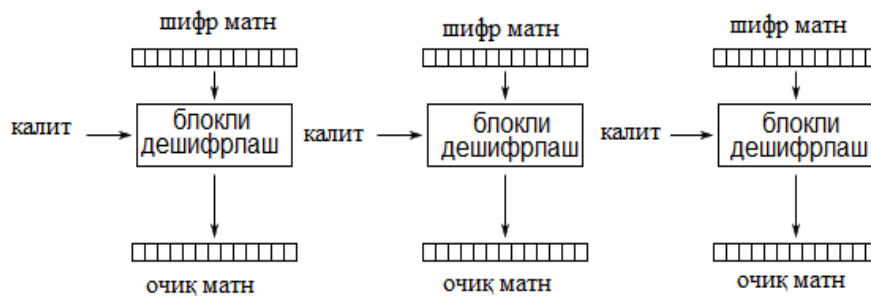 шифр матн
шифр матн
шифр матн
калит
блокли
дешифрлаш
калит
блокли
дешифрлаш
калит
блокли
дешифрлаш
очиқ матн
очиқ матн
очиқ матн